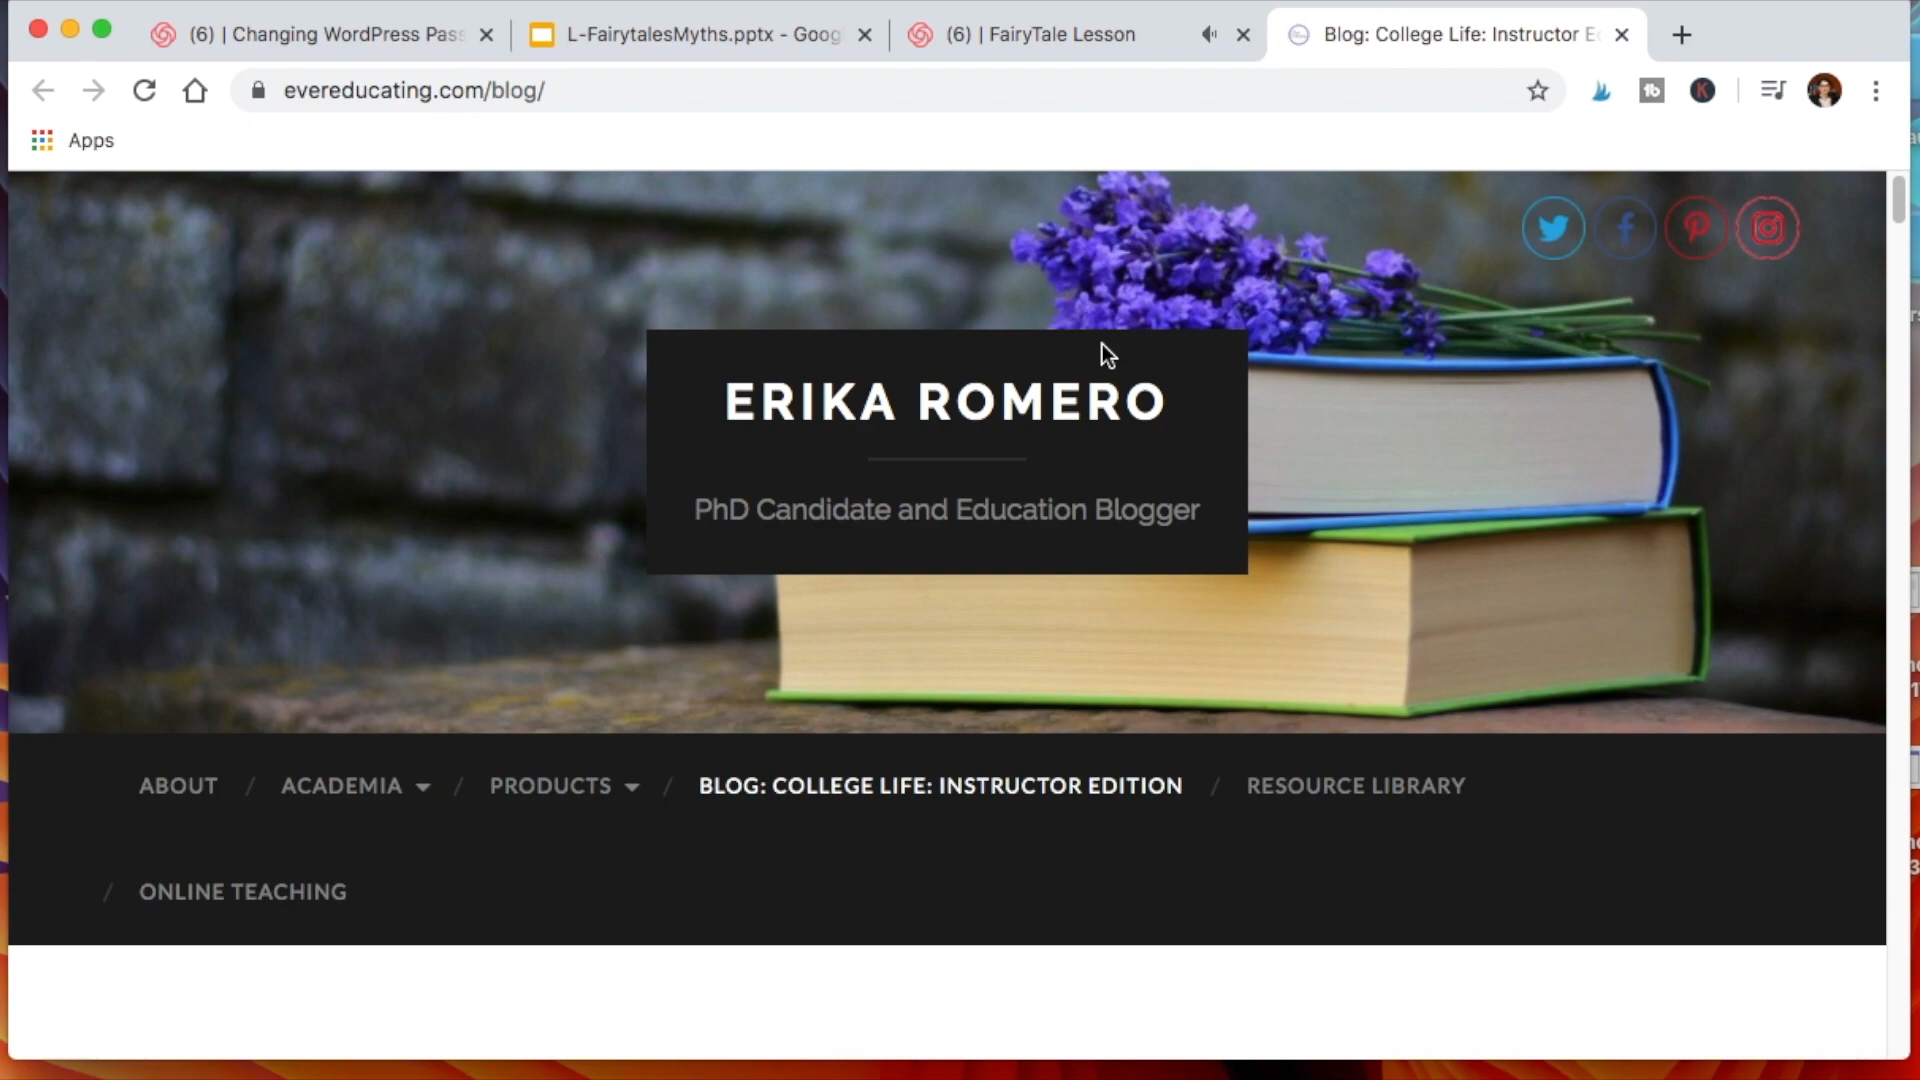 (6) | Changing WordPress Pass
L-FairytalesMyths.pptx - Goog
(6) | FairyTale Lesson
Blog: College Life: Instructor E
evereducating.com/blog/
Apps
ERIKA ROMERO
PhD Candidate and Education Blogger
ABOUT / ACADEMIA / PRODUCTS / BLOG: COLLEGE LIFE: INSTRUCTOR EDITION / RESOURCE LIBRARY
/ ONLINE TEACHING